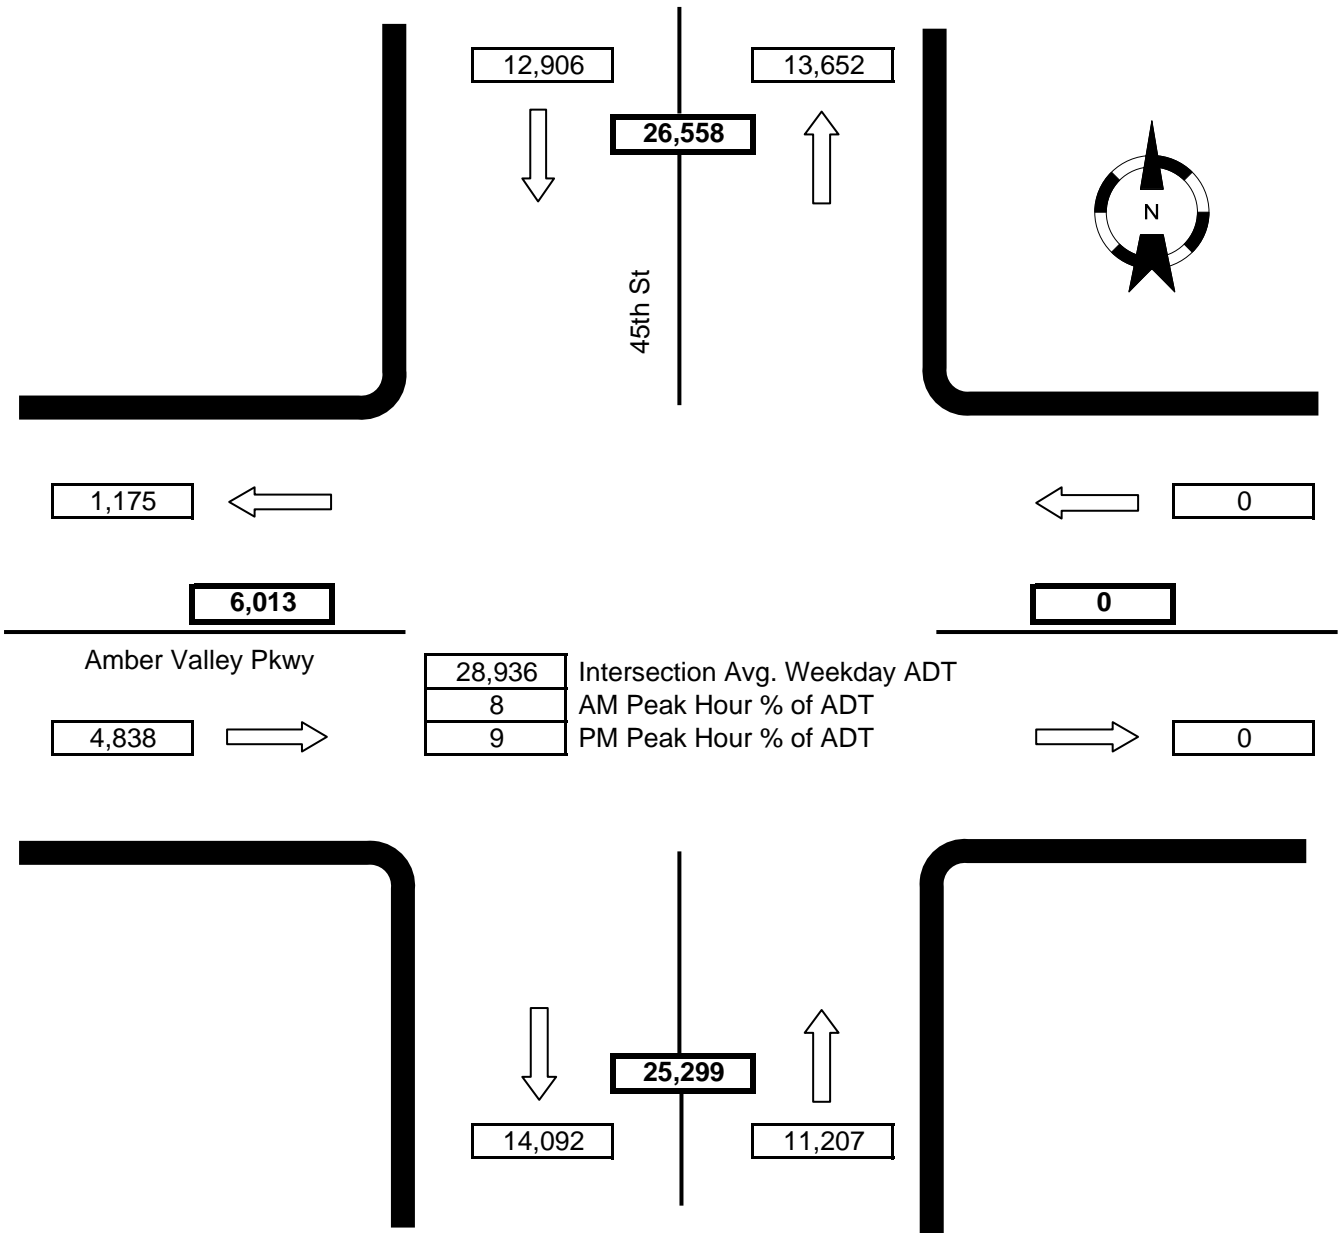 12,906
13,652
26,558
N
45th St
1,175
0
6,013
0
Amber Valley Pkwy
28,936 Intersection Avg. Weekday ADT
8 AM Peak Hour % of ADT
9 PM Peak Hour % of ADT
4,838
0
25,299
14,092
11,207